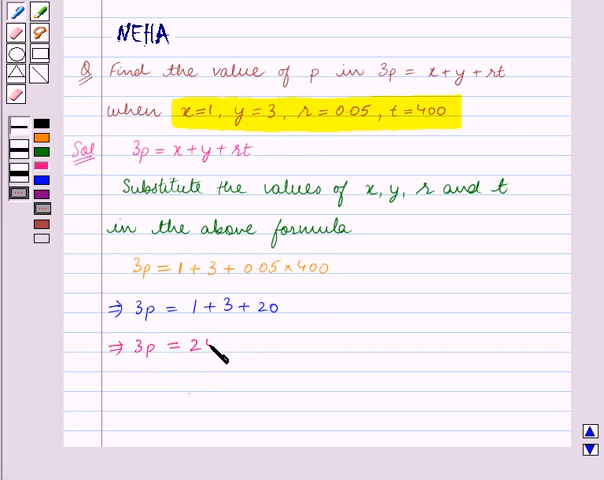 NEHA
Q Find the value of p in 3p = x+y+rt
when x=1, y=3, r=0.05, t=400
Sol 3p = x+y+rt
Substitute the values of x, y, r and t
in the above formula
3p = 1+3+0.05×400
⇒ 3p = 1+3+20
⇒ 3p = 24